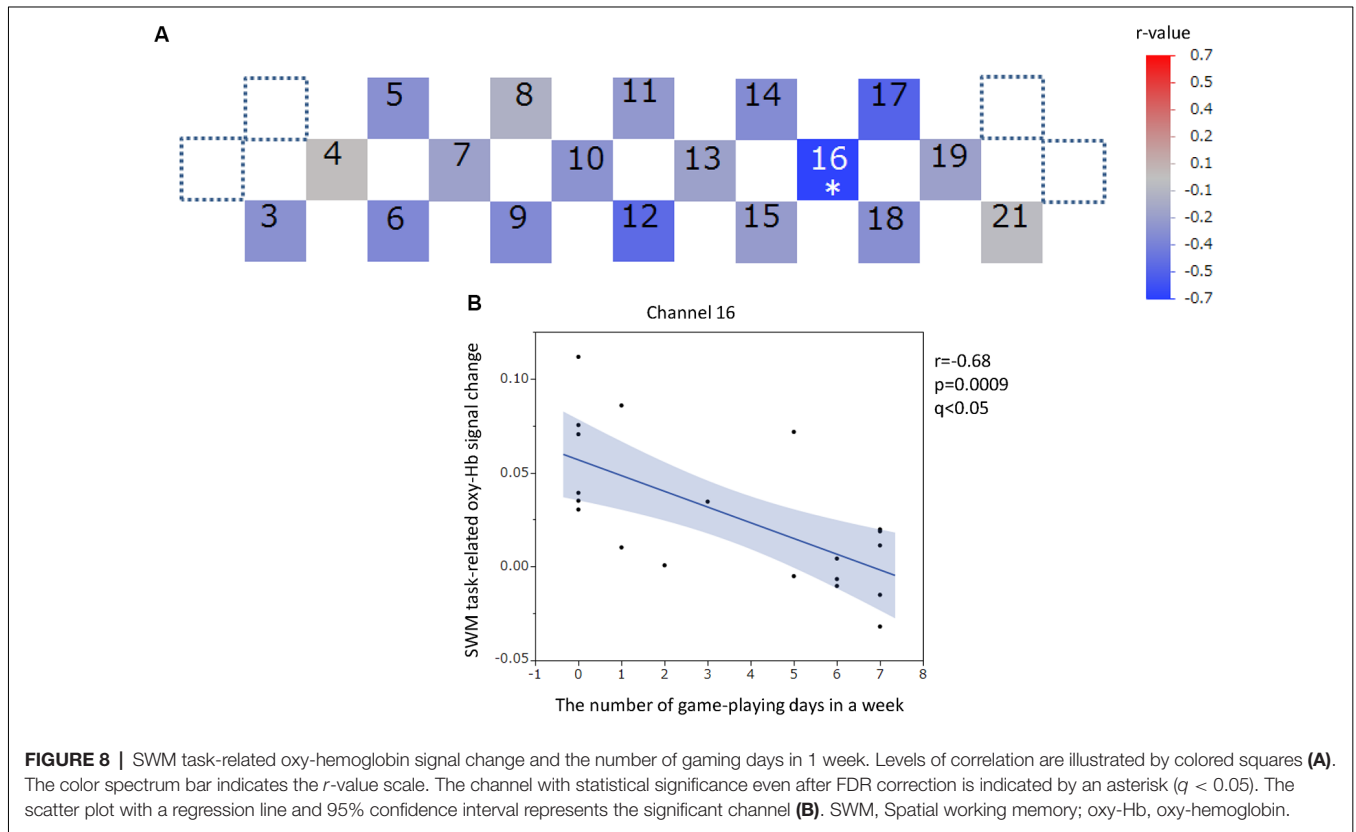 A
r-value
5 8 11 14 17
4 7 10 13 16 19
*
3 6 9 12 15 18 21
0.7
0.5
0.4
0.2
0.1
-0.1
-0.2
-0.4
-0.5
-0.7
B
Channel 16
SWM task-related oxy-Hb signal change
0.10
0.05
0.00
-0.05
-1 0 1 2 3 4 5 6 7 8
The number of game-playing days in a week
r=-0.68
p=0.0009
q<0.05
FIGURE 8 | SWM task-related oxy-hemoglobin signal change and the number of gaming days in 1 week. Levels of correlation are illustrated by colored squares (A).
The color spectrum bar indicates the r-value scale. The channel with statistical significance even after FDR correction is indicated by an asterisk (q < 0.05). The
scatter plot with a regression line and 95% confidence interval represents the significant channel (B). SWM, Spatial working memory; oxy-Hb, oxy-hemoglobin.